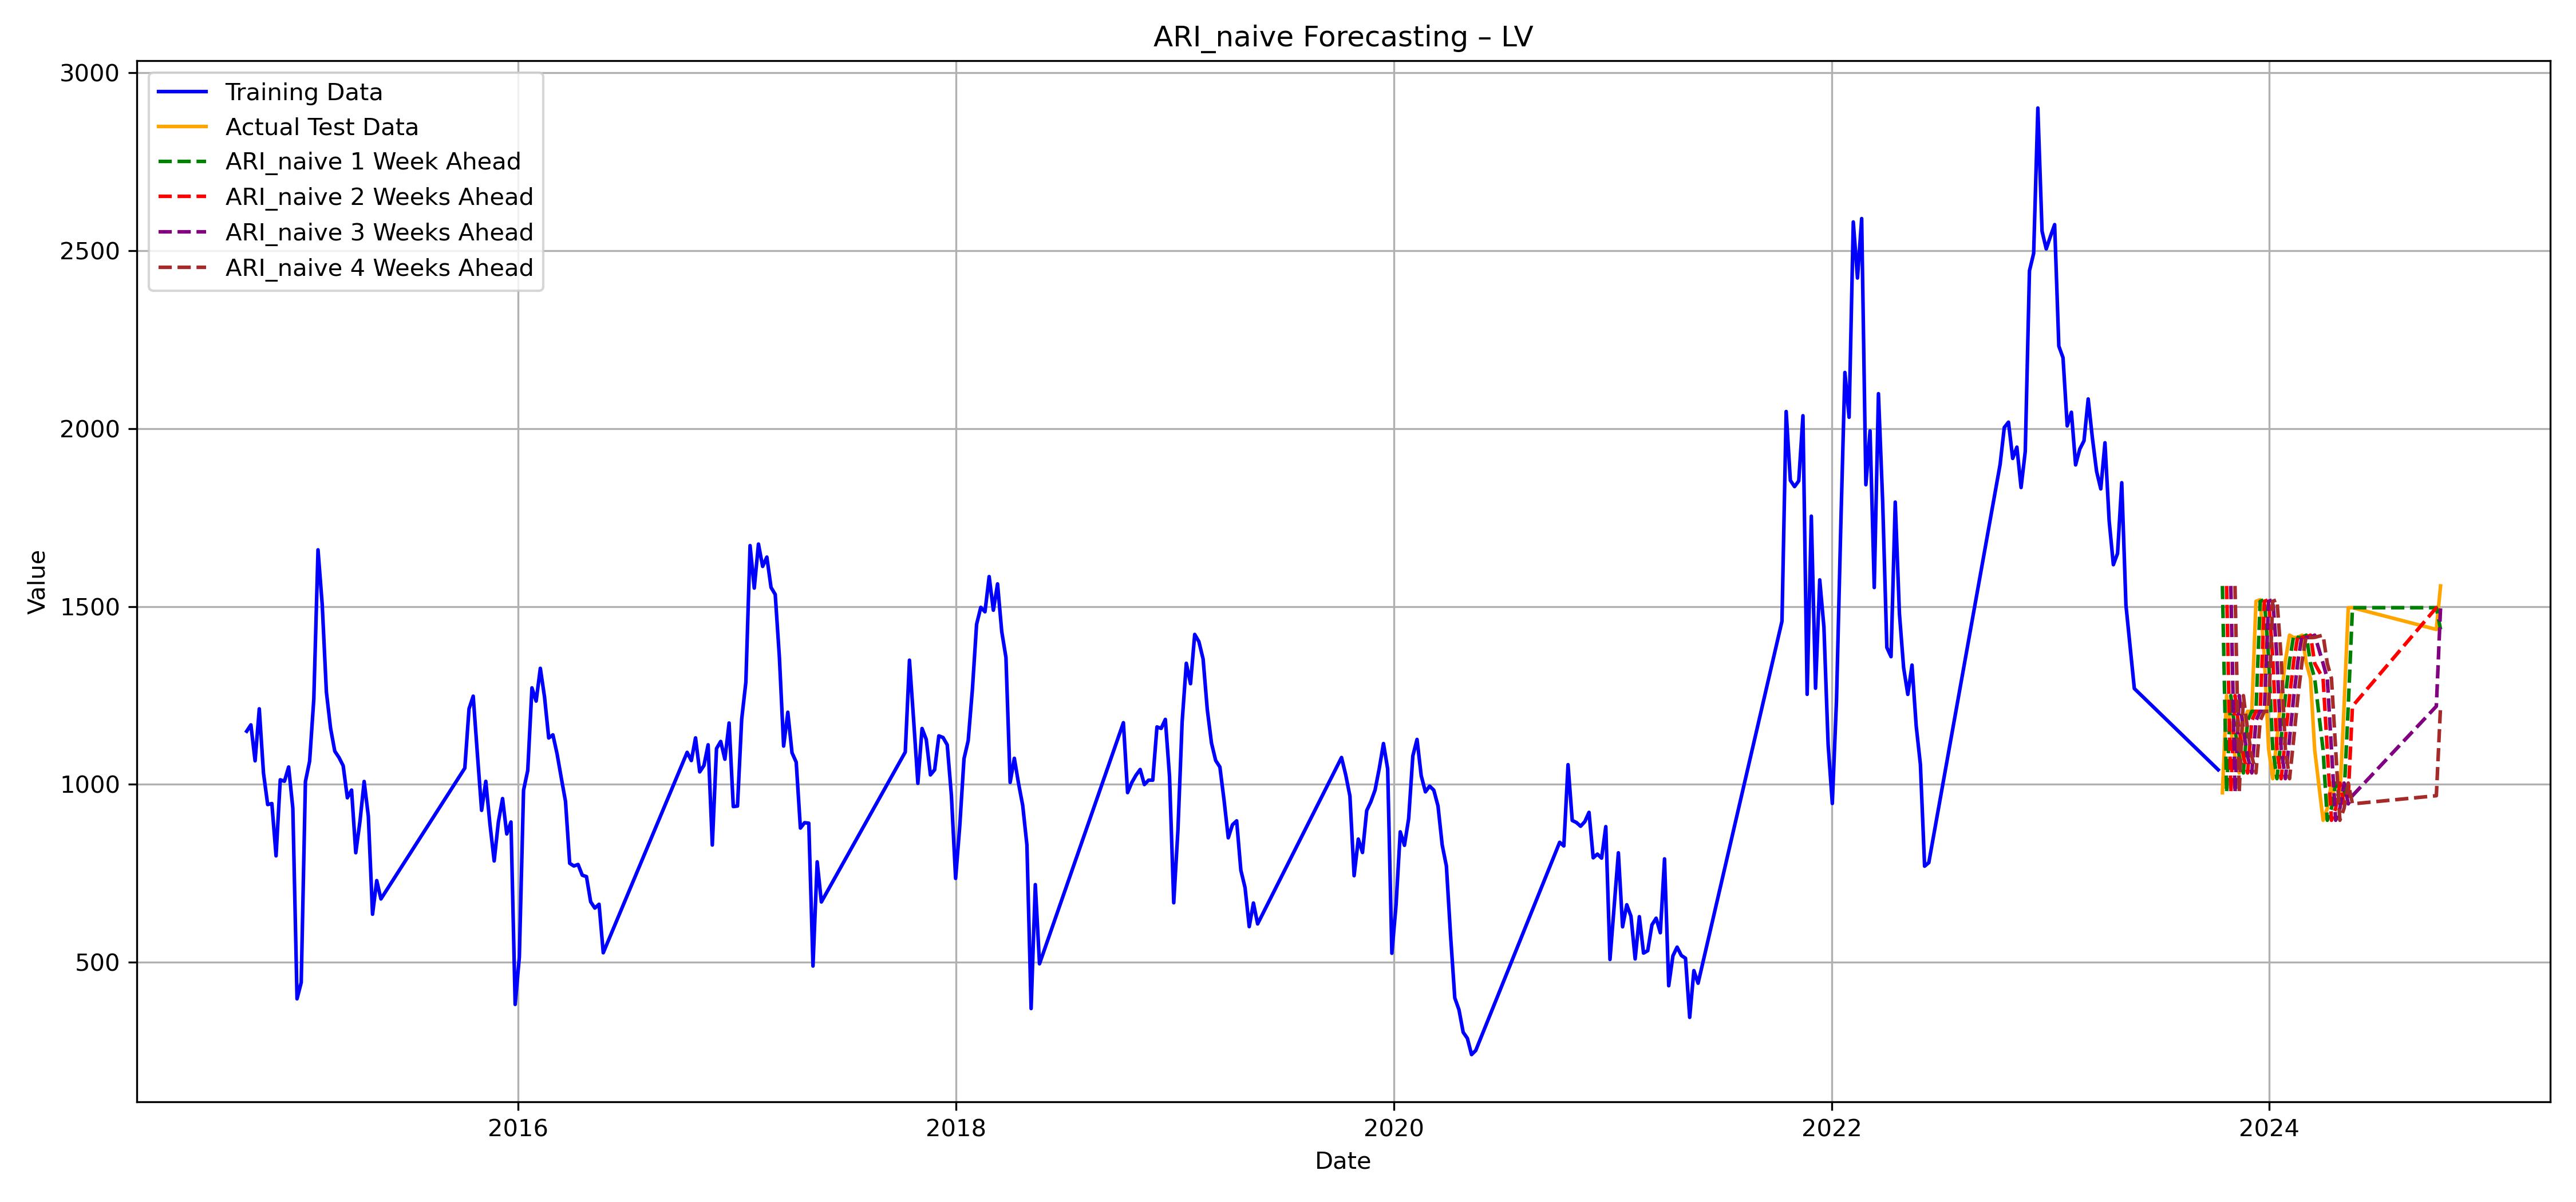 ARI_naive Forecasting – LV
3000
2500
2000
1500
1000
500
Value
Training Data
Actual Test Data
ARI_naive 1 Week Ahead
ARI_naive 2 Weeks Ahead
ARI_naive 3 Weeks Ahead
ARI_naive 4 Weeks Ahead
2016
2018
2020
2022
2024
Date